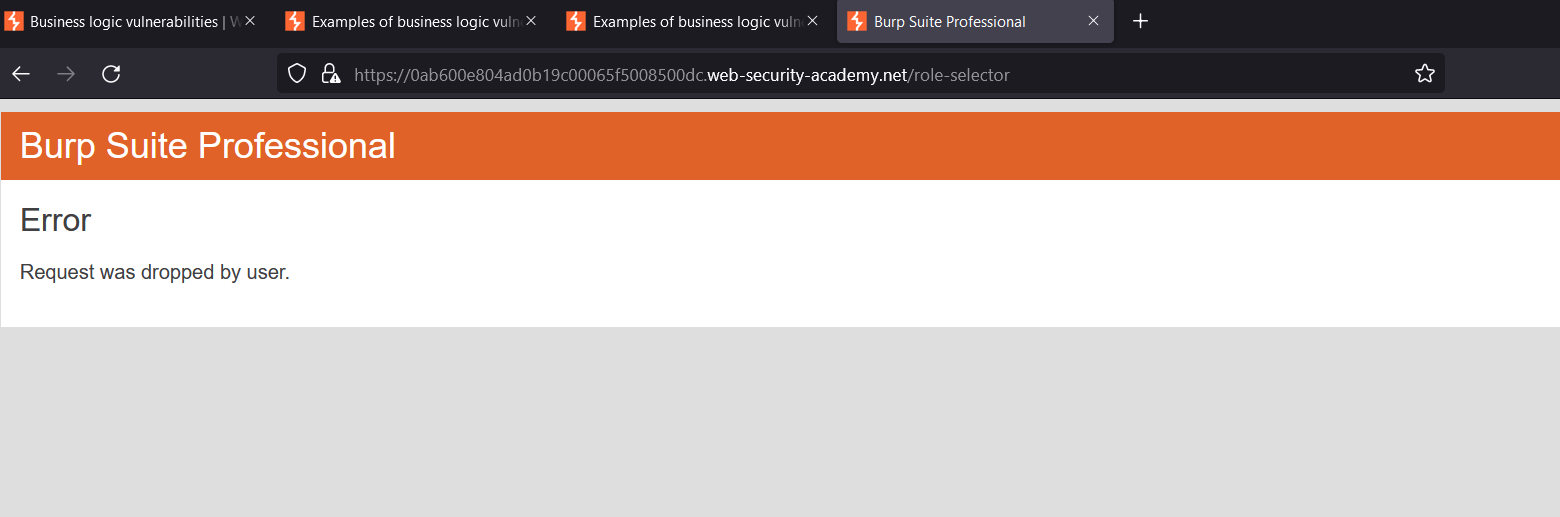 Business logic vulnerabilities | W
Examples of business logic vuln
Examples of business logic vuln
Burp Suite Professional
https://0ab600e804ad0b19c00065f5008500dc.web-security-academy.net/role-selector
Burp Suite Professional
Error
Request was dropped by user.